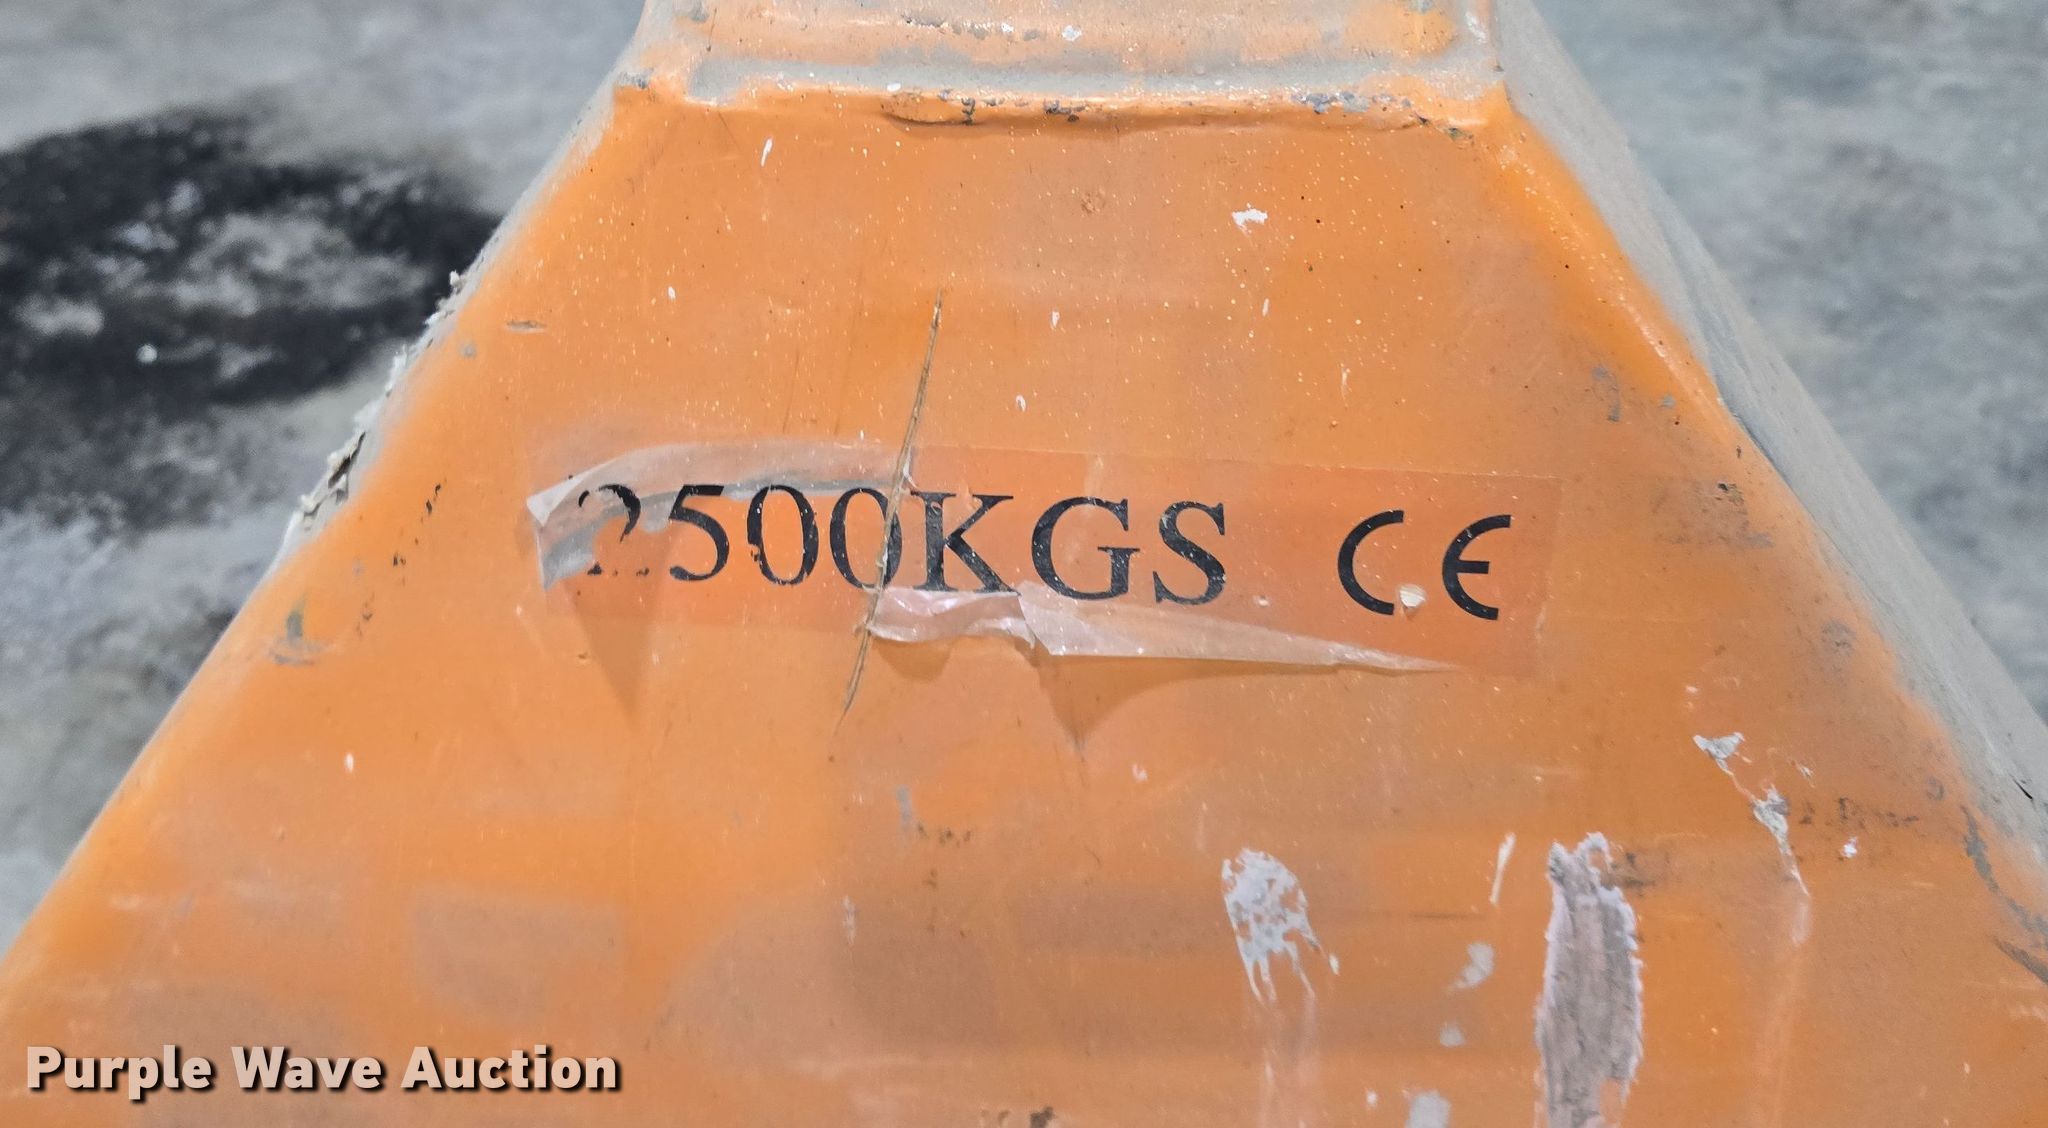 2500KGS CE
Purple Wave Auction